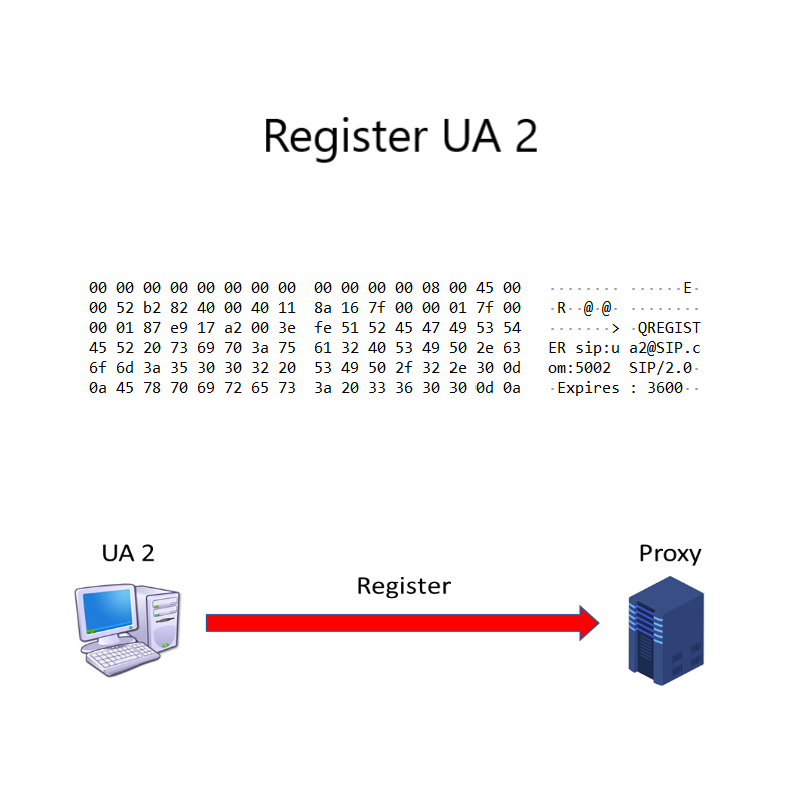 Register UA 2
00 00 00 00 00 00 00 00  00 00 00 00 08 00 45 00  ········ ······E·
00 52 b2 82 40 00 40 11  8a 16 7f 00 00 01 7f 00  ·R··@·@· ········
00 01 87 e9 17 a2 00 3e  fe 51 52 45 47 49 53 54  ·······> ·QREGIST
45 52 20 73 69 70 3a 75  61 32 40 53 49 50 2e 63  ER sip:u a2@SIP.c
6f 6d 3a 35 30 30 32 20  53 49 50 2f 32 2e 30 0d  om:5002  SIP/2.0·
0a 45 78 70 69 72 65 73  3a 20 33 36 30 30 0d 0a  ·Expires : 3600··
UA 2
Proxy
Register